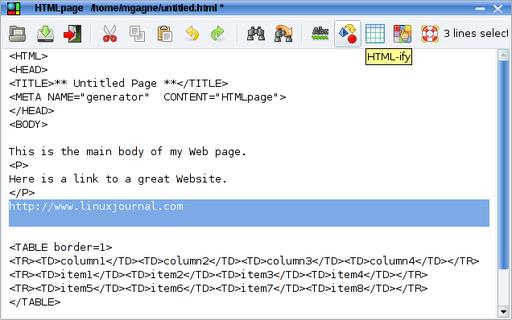 HTMLpage /home/mgagne/untitled.html *
Abc
3 lines select
HTML-ify
<HTML>
<HEAD>
<TITLE>** Untitled Page **</TITLE>
<META NAME="generator"  CONTENT="HTMLpage">
</HEAD>
<BODY>
This is the main body of my Web page.
<P>
Here is a link to a great Website.
</P>
http://www.linuxjournal.com
<TABLE border=1>
<TR><TD>column1</TD><TD>column2</TD><TD>column3</TD><TD>column4</TD></TR>
<TR><TD>item1</TD><TD>item2</TD><TD>item3</TD><TD>item4</TD></TR>
<TR><TD>item5</TD><TD>item6</TD><TD>item7</TD><TD>item8</TD></TR>
</TABLE>